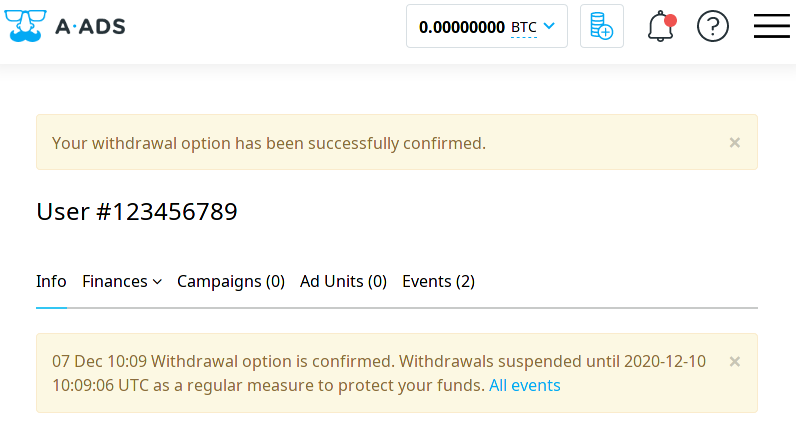 A·ADS
0.00000000 BTC
?
Your withdrawal option has been successfully confirmed. ×
User #123456789
Info Finances Campaigns (0) Ad Units (0) Events (2)
07 Dec 10:09 Withdrawal option is confirmed. Withdrawals suspended until 2020-12-10 ×
10:09:06 UTC as a regular measure to protect your funds. All events